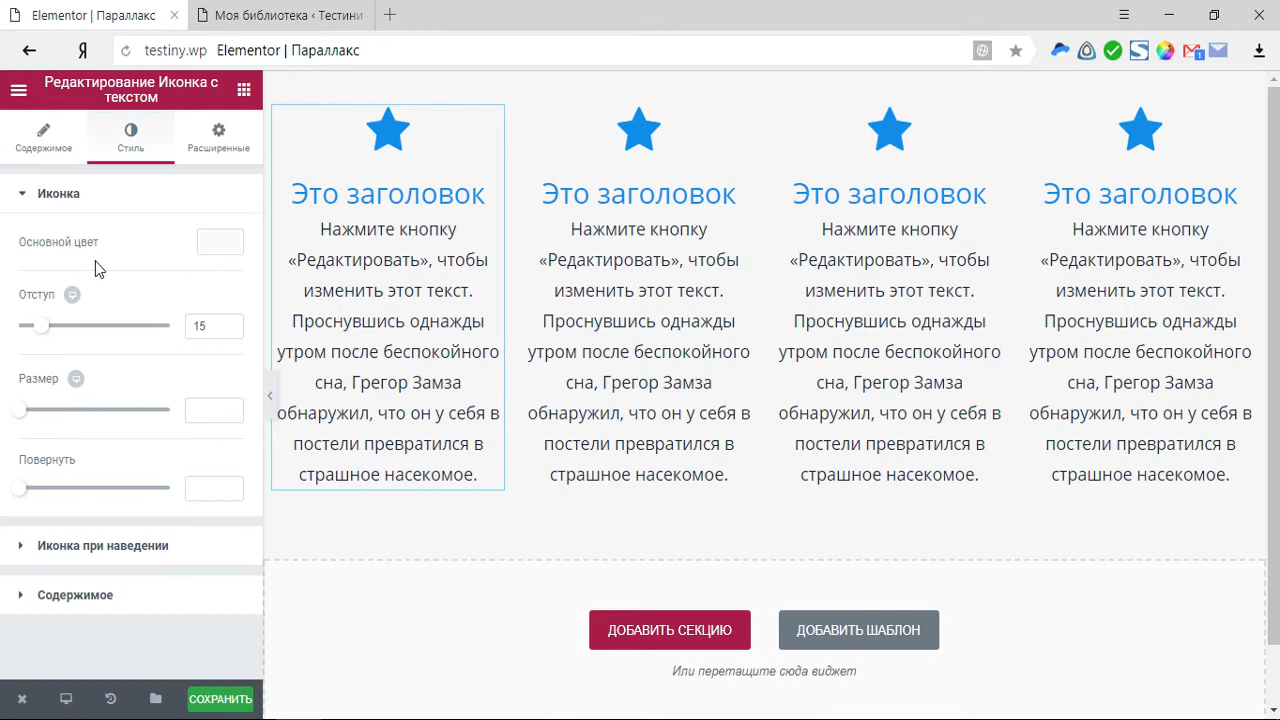 Elementor | Параллакс
Моя библиотека ‹ Тестини
testiny.wp Elementor | Параллакс
1
Редактирование Иконка с
текстом
Содержимое
Стиль
Расширенные
Иконка
Основной цвет
Отступ
15
Размер
Повернуть
Иконка при наведении
Содержимое
СОХРАНИТЬ
Это заголовок
Нажмите кнопку
«Редактировать», чтобы
изменить этот текст.
Проснувшись однажды
утром после беспокойного
сна, Грегор Замза
обнаружил, что он у себя в
постели превратился в
страшное насекомое.
Это заголовок
Нажмите кнопку
«Редактировать», чтобы
изменить этот текст.
Проснувшись однажды
утром после беспокойного
сна, Грегор Замза
обнаружил, что он у себя в
постели превратился в
страшное насекомое.
Это заголовок
Нажмите кнопку
«Редактировать», чтобы
изменить этот текст.
Проснувшись однажды
утром после беспокойного
сна, Грегор Замза
обнаружил, что он у себя в
постели превратился в
страшное насекомое.
Это заголовок
Нажмите кнопку
«Редактировать», чтобы
изменить этот текст.
Проснувшись однажды
утром после беспокойного
сна, Грегор Замза
обнаружил, что он у себя в
постели превратился в
страшное насекомое.
ДОБАВИТЬ СЕКЦИЮ
ДОБАВИТЬ ШАБЛОН
Или перетащите сюда виджет